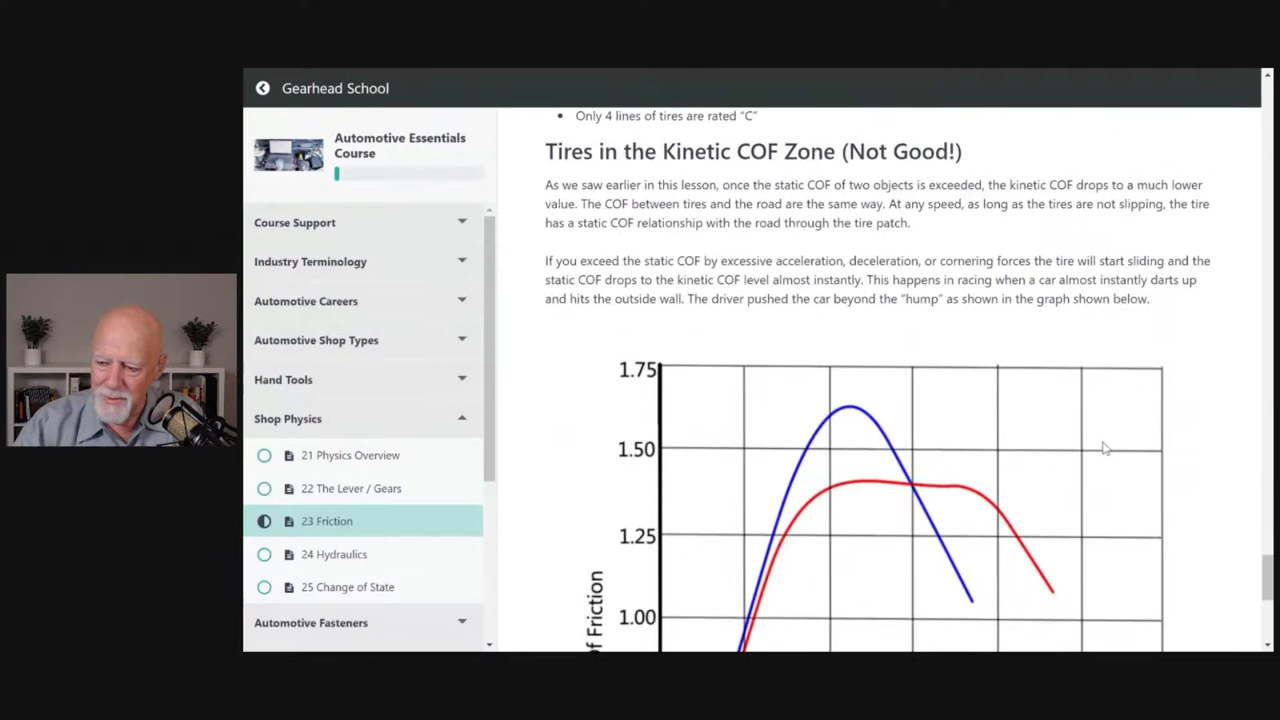 Gearhead School
Automotive Essentials
Course
Course Support
Industry Terminology
Automotive Careers
Automotive Shop Types
Hand Tools
Shop Physics
21 Physics Overview
22 The Lever / Gears
23 Friction
24 Hydraulics
25 Change of State
Automotive Fasteners
• Only 4 lines of tires are rated “C”
Tires in the Kinetic COF Zone (Not Good!)
As we saw earlier in this lesson, once the static COF of two objects is exceeded, the kinetic COF drops to a much lower
value. The COF between tires and the road are the same way. At any speed, as long as the tires are not slipping, the tire
has a static COF relationship with the road through the tire patch.
If you exceed the static COF by excessive acceleration, deceleration, or cornering forces the tire will start sliding and the
static COF drops to the kinetic COF level almost instantly. This happens in racing when a car almost instantly darts up
and hits the outside wall. The driver pushed the car beyond the “hump” as shown in the graph shown below.
1.75
1.50
1.25
1.00
of Friction